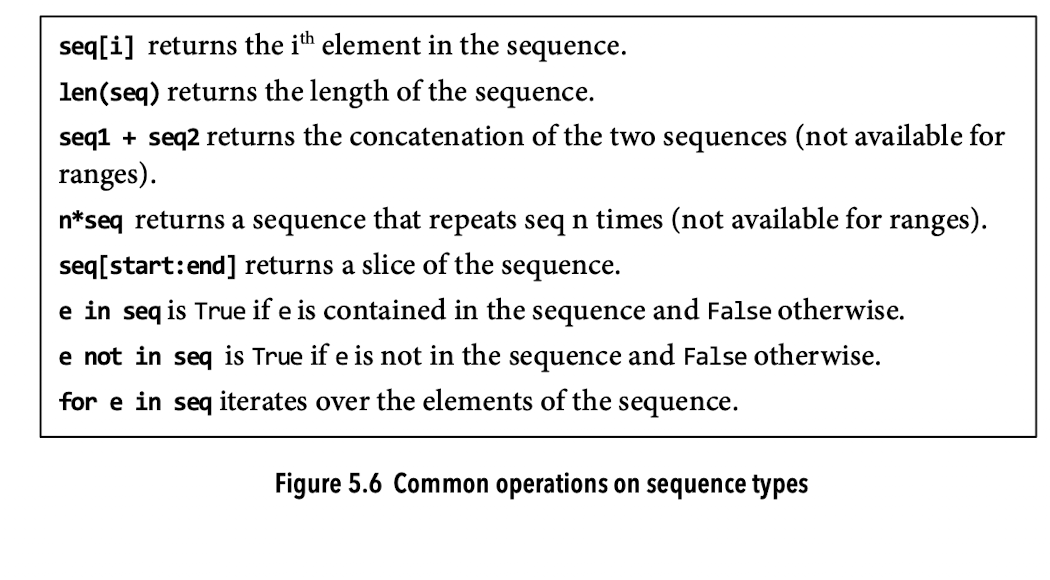 seq[i] returns the ith element in the sequence.
len(seq) returns the length of the sequence.
seq1 + seq2 returns the concatenation of the two sequences (not available for
ranges).
n*seq returns a sequence that repeats seq n times (not available for ranges).
seq[start:end] returns a slice of the sequence.
e in seq is True if e is contained in the sequence and False otherwise.
e not in seq is True if e is not in the sequence and False otherwise.
for e in seq iterates over the elements of the sequence.
Figure 5.6 Common operations on sequence types